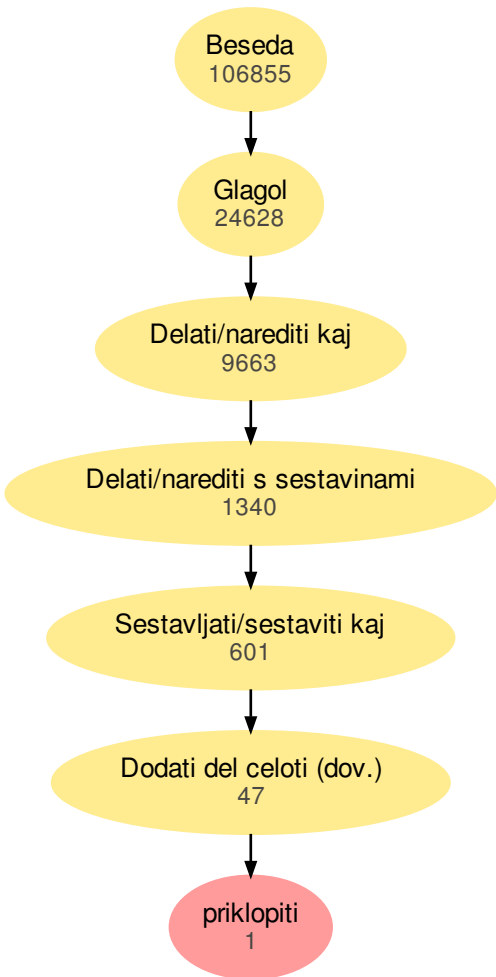 Beseda
106855
Glagol
24628
Delati/narediti kaj
9663
Delati/narediti s sestavinami
1340
Sestavljati/sestaviti kaj
601
Dodati del celoti (dov.)
47
priklopiti
1